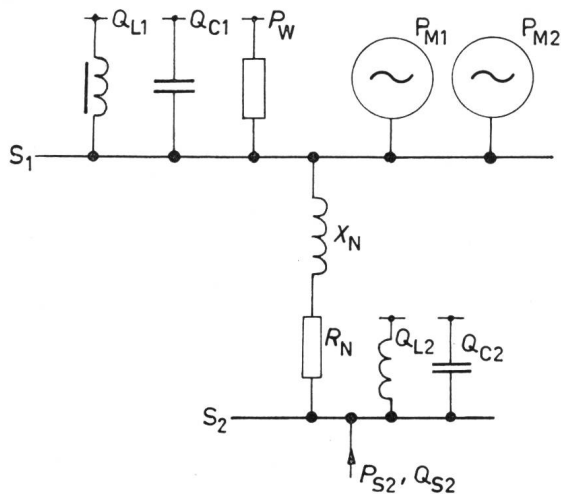 Q_L1 Q_C1 P_W P_M1 P_M2
S_1
X_N
R_N Q_L2 Q_C2
S_2
P_S2, Q_S2